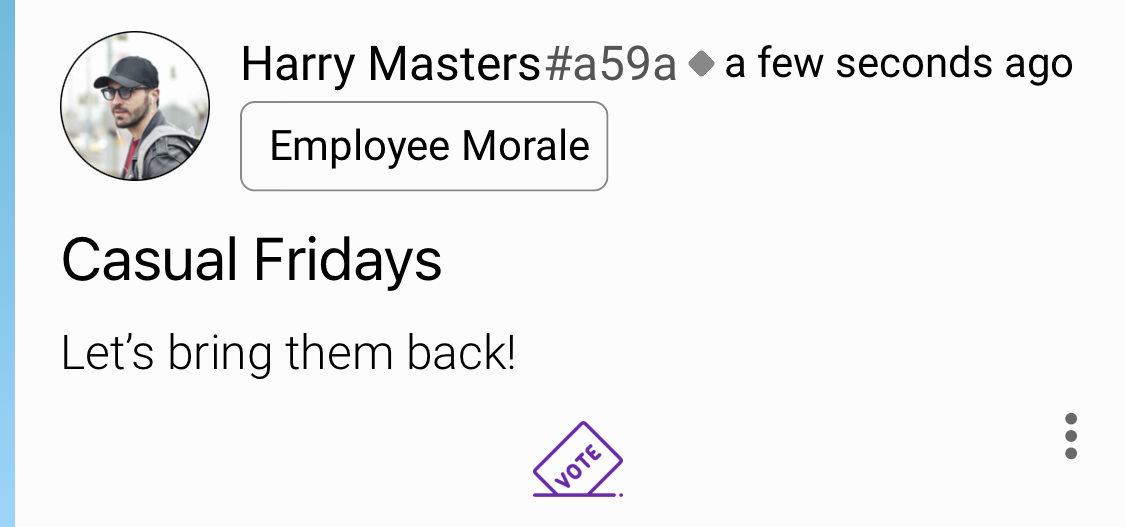 Harry Masters#a59a ◆ a few seconds ago
Employee Morale
Casual Fridays
Let’s bring them back!
VOTE